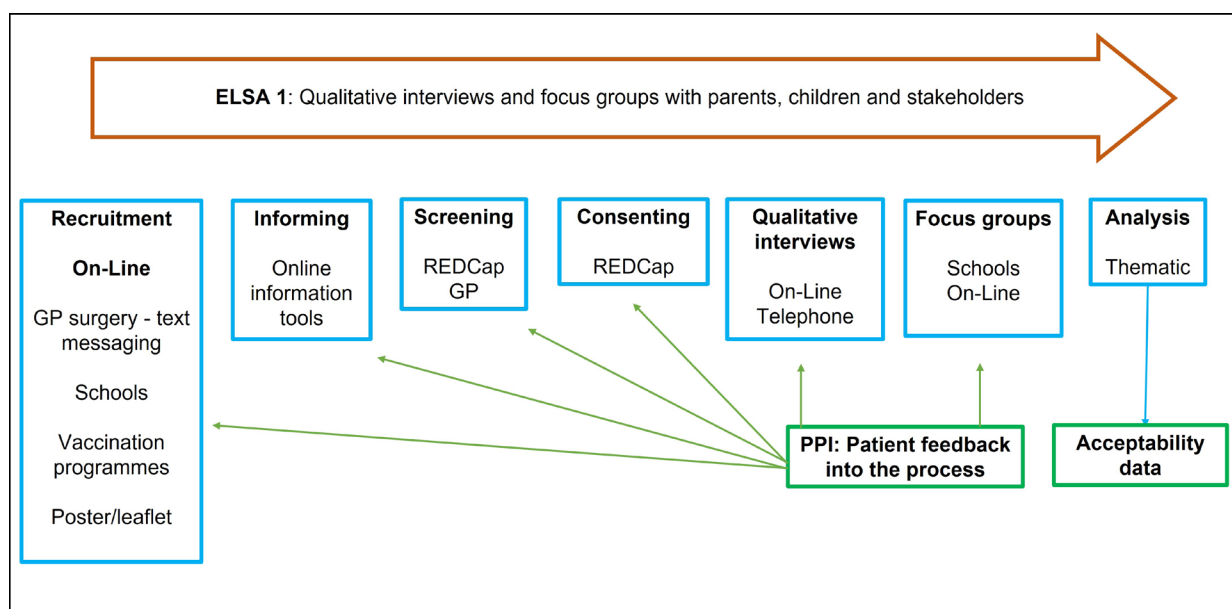 ELSA 1: Qualitative interviews and focus groups with parents, children and stakeholders
Recruitment
On-Line
GP surgery - text
messaging
Schools
Vaccination
programmes
Poster/leaflet
Informing
Online
information
tools
Screening
REDCap
GP
Consenting
REDCap
Qualitative
interviews
On-Line
Telephone
Focus groups
Schools
On-Line
Analysis
Thematic
PPI: Patient feedback
into the process
Acceptability
data